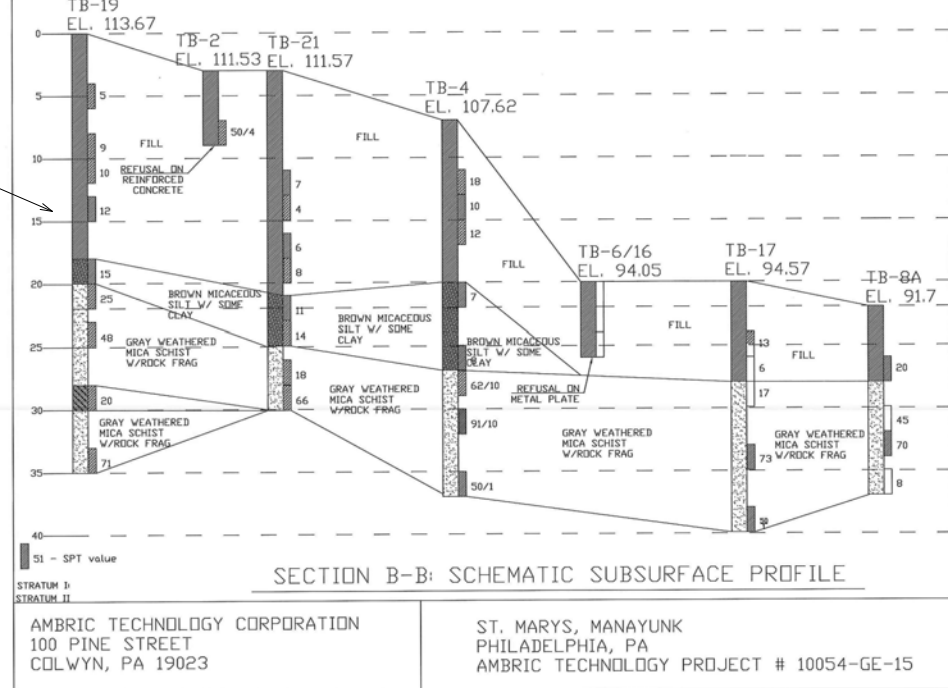 TB-19
EL. 113.67
TB-2
EL. 111.53
TB-21
EL. 111.57
TB-4
EL. 107.62
TB-6/16
EL. 94.05
TB-17
EL. 94.57
TB-8A
EL. 91.7
0
5
10
15
20
25
30
35
40
5
9
10
12
12
15
25
48
20
71
50/4
7
4
6
8
11
14
18
66
18
10
12
7
62/10
91/10
50/1
13
6
17
73
20
45
70
8
FILL
REFUSAL ON
REINFORCED
CONCRETE
FILL
FILL
FILL
FILL
BROWN MICACEOUS
SILT W/ SOME
CLAY
BROWN MICACEOUS
SILT W/ SOME
CLAY
BROWN MICACEOUS
SILT W/ SOME
CLAY
GRAY WEATHERED
MICA SCHIST
W/ROCK FRAG
GRAY WEATHERED
MICA SCHIST
W/ROCK FRAG
GRAY WEATHERED
MICA SCHIST
W/ROCK FRAG
REFUSAL ON
METAL PLATE
GRAY WEATHERED
MICA SCHIST
W/ROCK FRAG
GRAY WEATHERED
MICA SCHIST
W/ROCK FRAG
51 - SPT value
STRATUM I:
STRATUM II
SECTION B-B: SCHEMATIC SUBSURFACE PROFILE
AMBRIC TECHNOLOGY CORPORATION
100 PINE STREET
COLWYN, PA 19023
ST. MARYS, MANAYUNK
PHILADELPHIA, PA
AMBRIC TECHNOLOGY PROJECT # 10054-GE-15